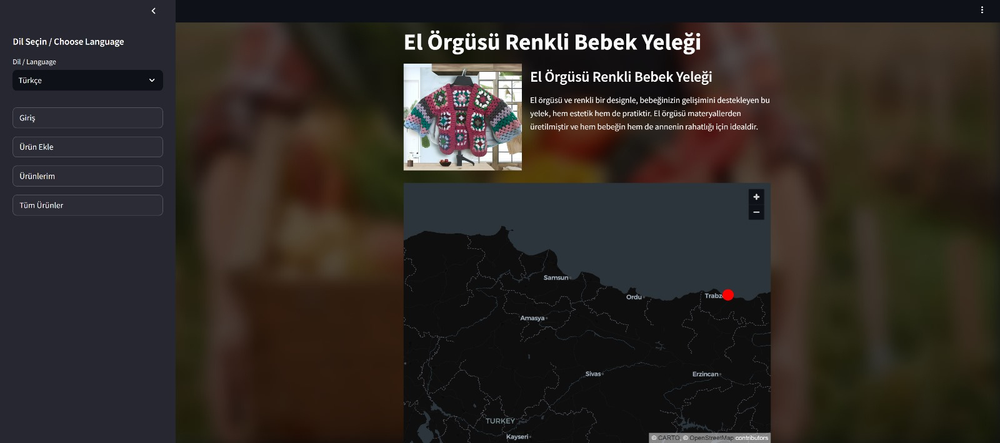 Dil Seçin / Choose Language
Dil / Language
Türkçe
Giriş
Ürün Ekle
Ürünlerim
Tüm Ürünler
El Örgüsü Renkli Bebek Yeleği
El Örgüsü Renkli Bebek Yeleği
El örgüsü ve renkli bir designle, bebeğinizin gelişimini destekleyen bu
yelek, hem estetik hem de pratiktir. El örgüsü materyallerden
üretilmiştir ve hem bebeğin hem de annenin rahatlığı için idealdir.
Samsun
Ordu
Trabz
Amasya
Sivas
Erzincan
TURKEY
Kayseri
© CARTO, © OpenStreetMap contributors